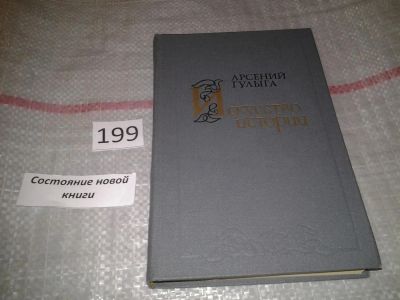 АРСЕНИЙ
ГУЛЫГА
Искусство
истории
199
Состояние новой
книги